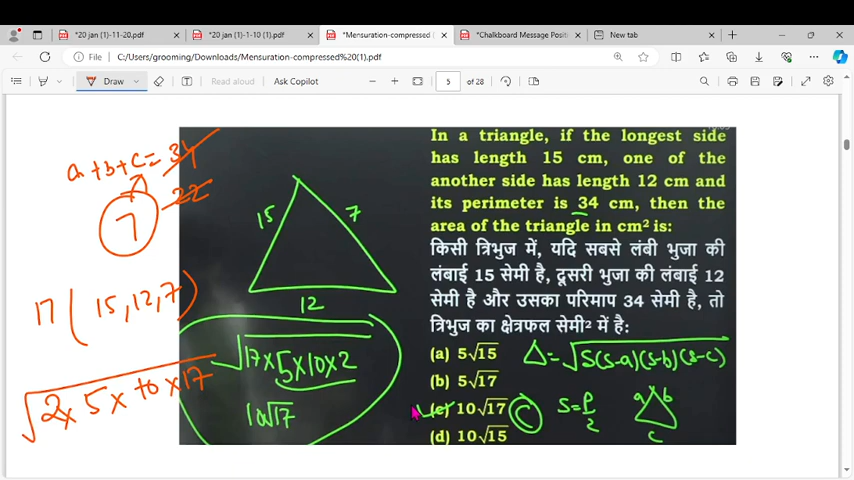 *20 jan (1)-11-20.pdf
*20 jan (1)-1-10 (1).pdf
*Mensuration-compressed
*Chalkboard Message Positi
New tab
File
C:/Users/grooming/Downloads/Mensuration-compressed%20(1).pdf
Draw
Read aloud
Ask Copilot
5
of 28
In a triangle, if the longest side
has length 15 cm, one of the
another side has length 12 cm and
its perimeter is 34 cm, then the
area of the triangle in cm² is:
किसी त्रिभुज में, यदि सबसे लंबी भुजा की
लंबाई 15 सेमी है, दूसरी भुजा की लंबाई 12
सेमी है और उसका परिमाप 34 सेमी है, तो
त्रिभुज का क्षेत्रफल सेमी² में है:
(a) 5√15
(b) 5√17
(c) 10√17
(d) 10√15
Δ=√S(S-a)(S-b)(S-c)
C
S=P/2
a
b
c
15
7
12
√17×5×10×2
10√17
a+b+c=34
22
7
17(15,12,7)
√2×5×10×17